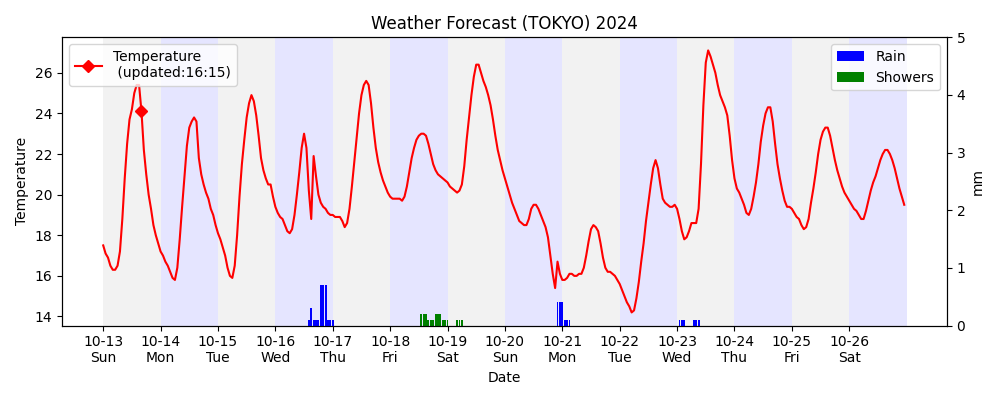 Weather Forecast (TOKYO) 2024
Temperature
(updated:16:15)
Rain
Showers
Temperature
26
24
22
20
18
16
14
5
4
3
2
1
0
mm
10-13 10-14 10-15 10-16 10-17 10-18 10-19 10-20 10-21 10-22 10-23 10-24 10-25 10-26
Sun Mon Tue Wed Thu Fri Sat Sun Mon Tue Wed Thu Fri Sat
Date